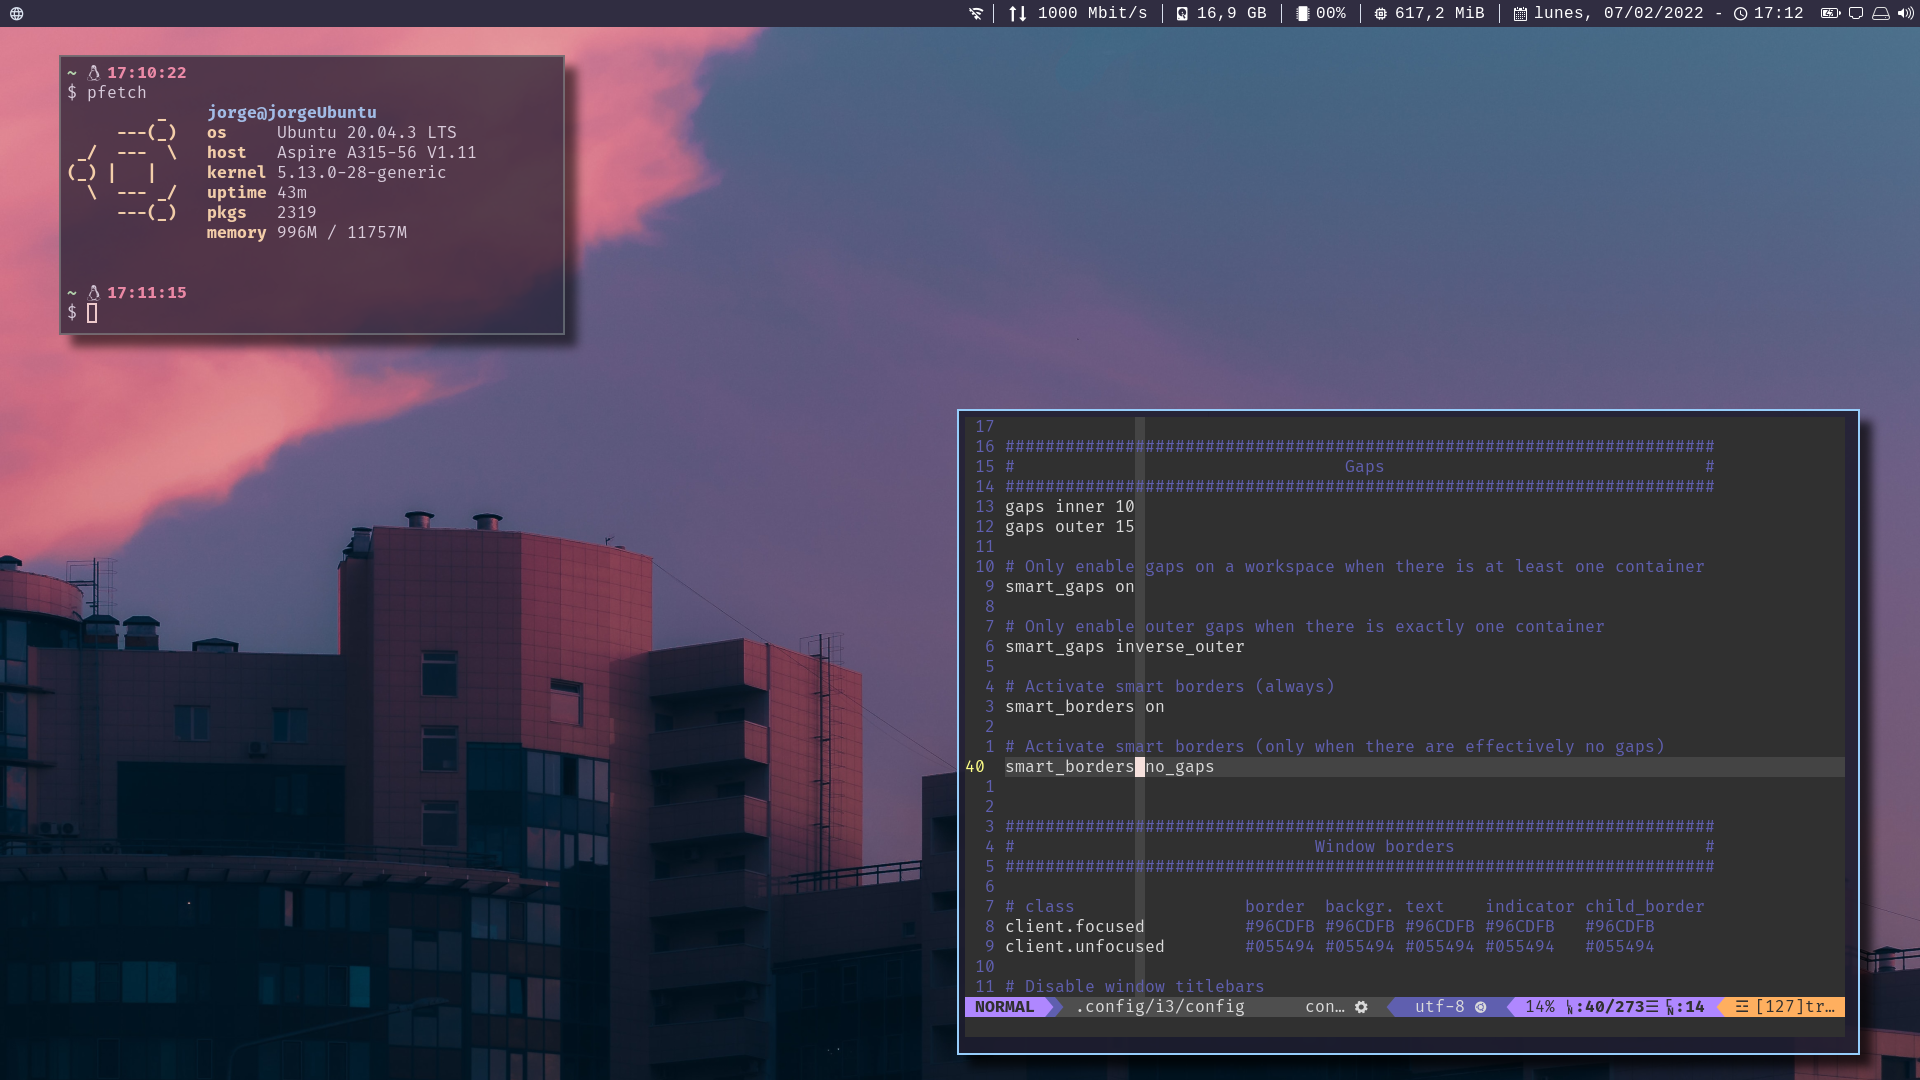 1000 Mbit/s | 16,9 GB | 00% | 617,2 MiB | lunes, 07/02/2022 - 17:12
~ 17:10:22
$ pfetch
jorge@jorgeUbuntu
os Ubuntu 20.04.3 LTS
host Aspire A315-56 V1.11
kernel 5.13.0-28-generic
uptime 43m
pkgs 2319
memory 996M / 11757M
~ 17:11:15
$
17
16 #######################################################################
15 # Gaps #
14 #######################################################################
13 gaps inner 10
12 gaps outer 15
11
10 # Only enable gaps on a workspace when there is at least one container
9 smart_gaps on
8
7 # Only enable outer gaps when there is exactly one container
6 smart_gaps inverse_outer
5
4 # Activate smart borders (always)
3 smart_borders on
2
1 # Activate smart borders (only when there are effectively no gaps)
40 smart_borders no_gaps
1
2
3 #######################################################################
4 # Window borders #
5 #######################################################################
6
7 # class border backgr. text indicator child_border
8 client.focused #96CDFB #96CDFB #96CDFB #96CDFB #96CDFB
9 client.unfocused #055494 #055494 #055494 #055494 #055494
10
11 # Disable window titlebars
NORMAL .config/i3/config con… utf-8 14% :40/273☰ :14 [127]tr…